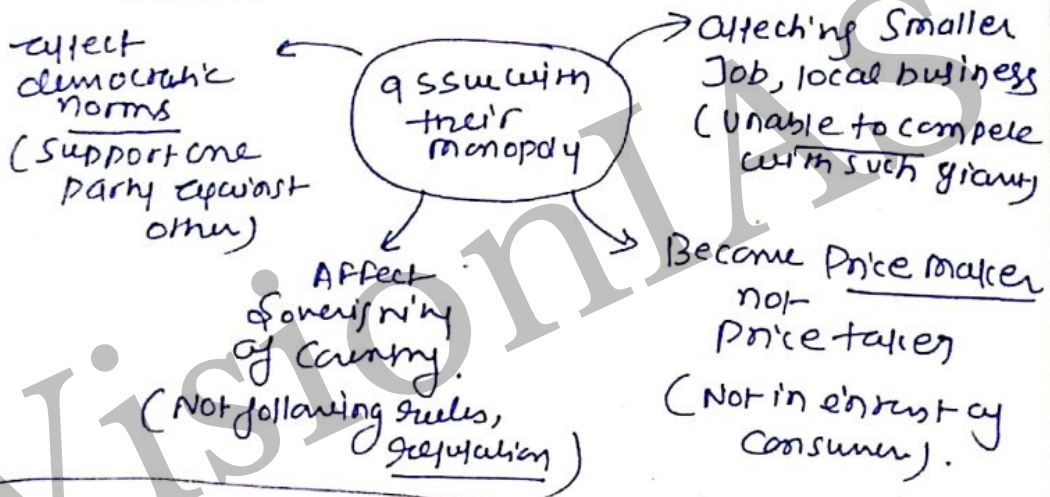 affect
democratic
norms
(support one
party against
other)
issue with
their
monopoly
Affecting Smaller
Job, local business
(Unable to compete
with such giants)
Affect
Sovereignity
of Country.
(Not following rules,
regulation)
Become Price maker
not
Price taker
(Not in intrest of
Consumer).
VisionIAS